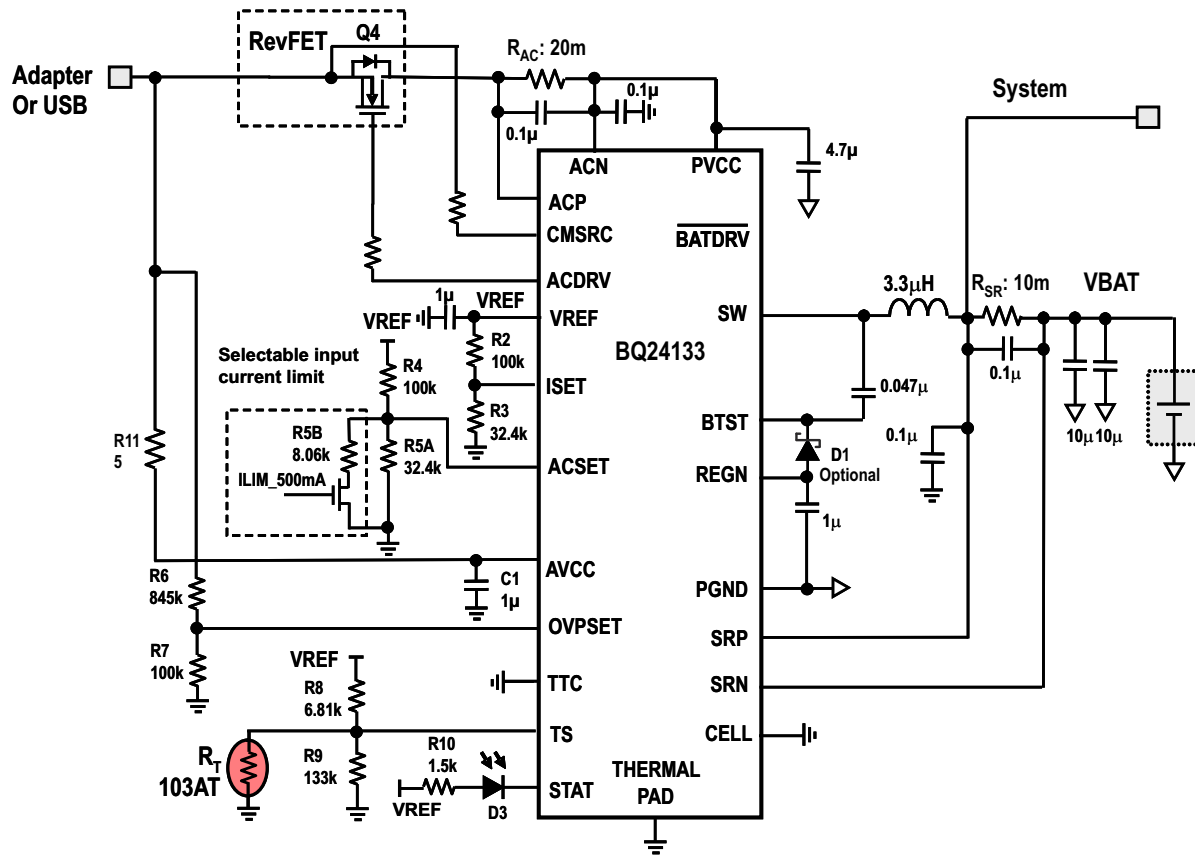 RevFET
Q4
RAC: 20m
Adapter
Or USB
System
0.1µ
0.1µ
4.7µ
ACN
PVCC
ACP
CMSRC
BATDRV
ACDRV
3.3µH
RSR: 10m
VBAT
1µ
VREF
VREF
VREF
SW
R2
100k
BQ24133
Selectable input
current limit
R4
100k
ISET
0.1µ
0.047µ
R3
32.4k
BTST
10µ
10µ
R11
5
R5B
8.06k
R5A
32.4k
0.1µ
D1
Optional
ACSET
REGN
ILIM_500mA
1µ
AVCC
R6
845k
C1
1µ
PGND
OVPSET
SRP
R7
100k
VREF
TTC
SRN
R8
6.81k
TS
CELL
RT
103AT
R9
133k
R10
1.5k
THERMAL
PAD
STAT
VREF
D3